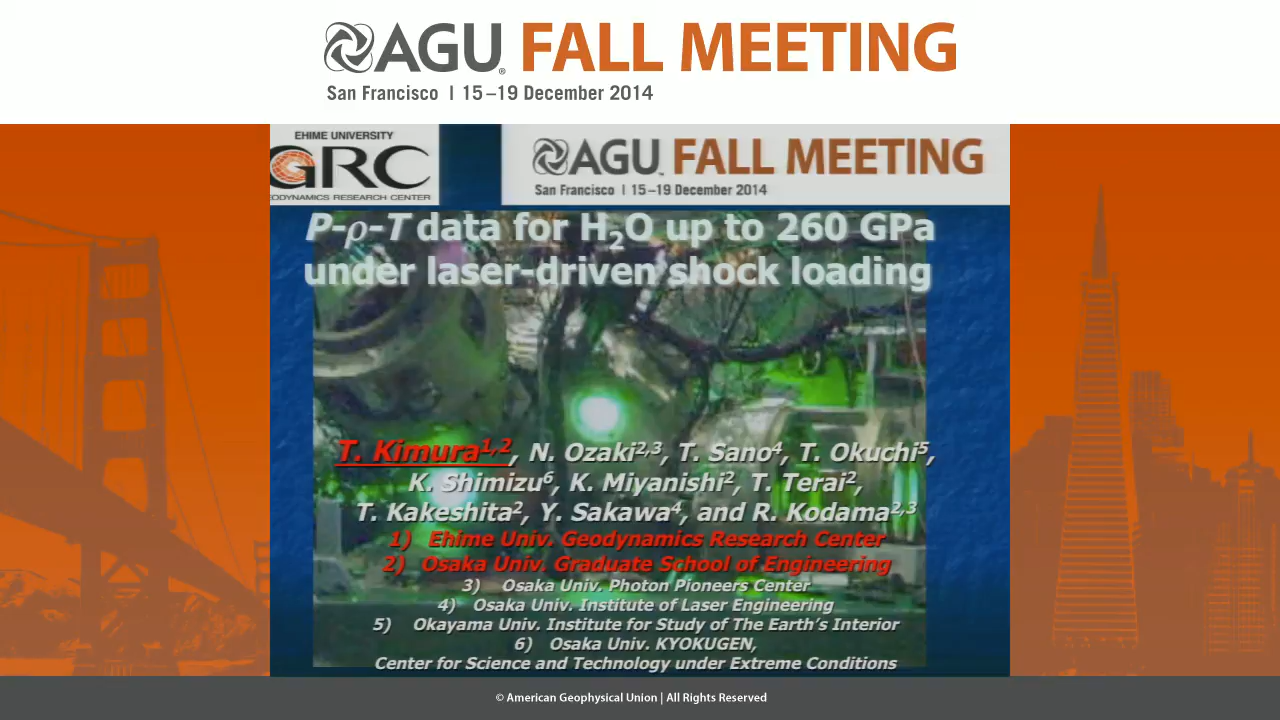 AGU FALL MEETING
San Francisco | 15–19 December 2014
EHIME UNIVERSITY
GRC
EODYNAMICS RESEARCH CENTER
AGU FALL MEETING
San Francisco | 15–19 December 2014
P-ρ-T data for H₂O up to 260 GPa
under laser-driven shock loading
T. Kimura¹,², N. Ozaki²,³, T. Sano⁴, T. Okuchi⁵,
K. Shimizu⁶, K. Miyanishi², T. Terai²,
T. Kakeshita², Y. Sakawa⁴, and R. Kodama²,³
1) Ehime Univ. Geodynamics Research Center
2) Osaka Univ. Graduate School of Engineering
3) Osaka Univ. Photon Pioneers Center
4) Osaka Univ. Institute of Laser Engineering
5) Okayama Univ. Institute for Study of The Earth's Interior
6) Osaka Univ. KYOKUGEN,
Center for Science and Technology under Extreme Conditions
© American Geophysical Union | All Rights Reserved